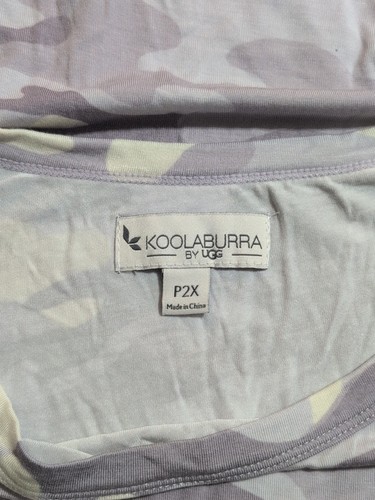 KOOLABURRA
BY UGG
P2X
Made in China